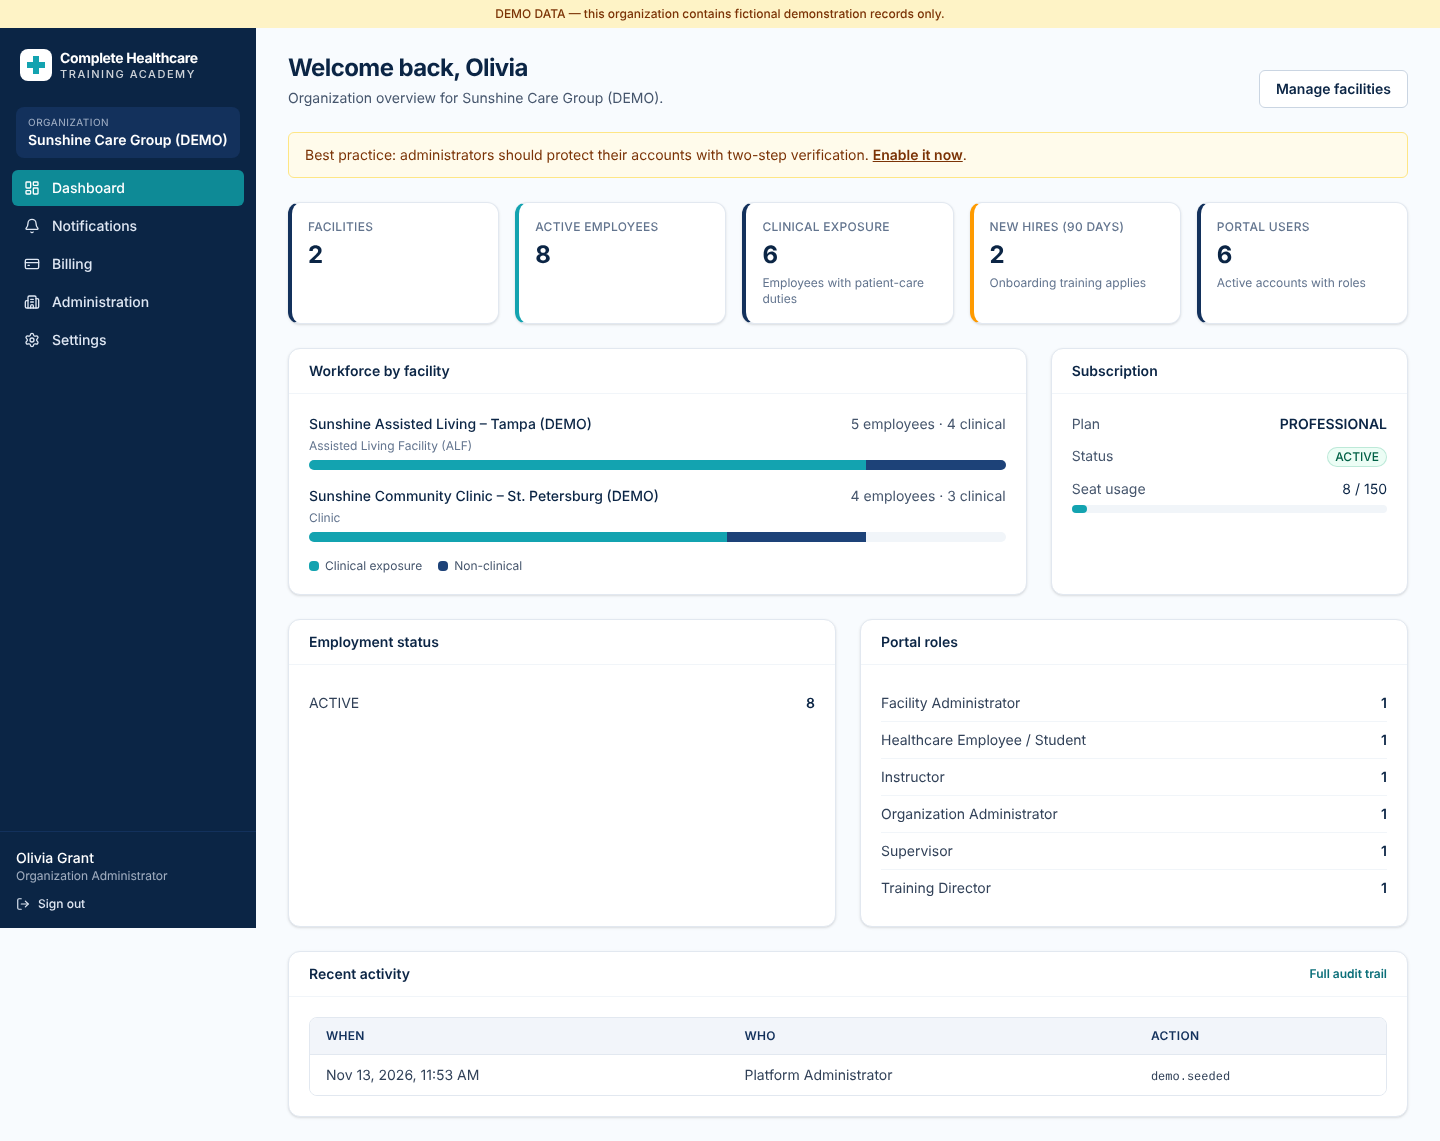 DEMO DATA — this organization contains fictional demonstration records only.
Complete Healthcare
TRAINING ACADEMY
ORGANIZATION
Sunshine Care Group (DEMO)
Dashboard
Notifications
Billing
Administration
Settings
Olivia Grant
Organization Administrator
Sign out
Welcome back, Olivia
Organization overview for Sunshine Care Group (DEMO).
Manage facilities
Best practice: administrators should protect their accounts with two-step verification. Enable it now.
FACILITIES
2
ACTIVE EMPLOYEES
8
CLINICAL EXPOSURE
6
Employees with patient-care
duties
NEW HIRES (90 DAYS)
2
Onboarding training applies
PORTAL USERS
6
Active accounts with roles
Workforce by facility
Sunshine Assisted Living – Tampa (DEMO) 5 employees · 4 clinical
Assisted Living Facility (ALF)
Sunshine Community Clinic – St. Petersburg (DEMO) 4 employees · 3 clinical
Clinic
Clinical exposure Non-clinical
Subscription
Plan PROFESSIONAL
Status ACTIVE
Seat usage 8 / 150
Employment status
ACTIVE 8
Portal roles
Facility Administrator 1
Healthcare Employee / Student 1
Instructor 1
Organization Administrator 1
Supervisor 1
Training Director 1
Recent activity Full audit trail
WHEN WHO ACTION
Nov 13, 2026, 11:53 AM Platform Administrator demo.seeded